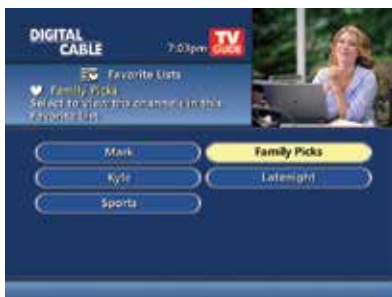 DIGITAL
CABLE
7:03pm
TV
GUIDE
Favorite Lists
Family Picks
Select to view the channels in this
Favorite List
Mark
Family Picks
Kyle
Latenight
Sports